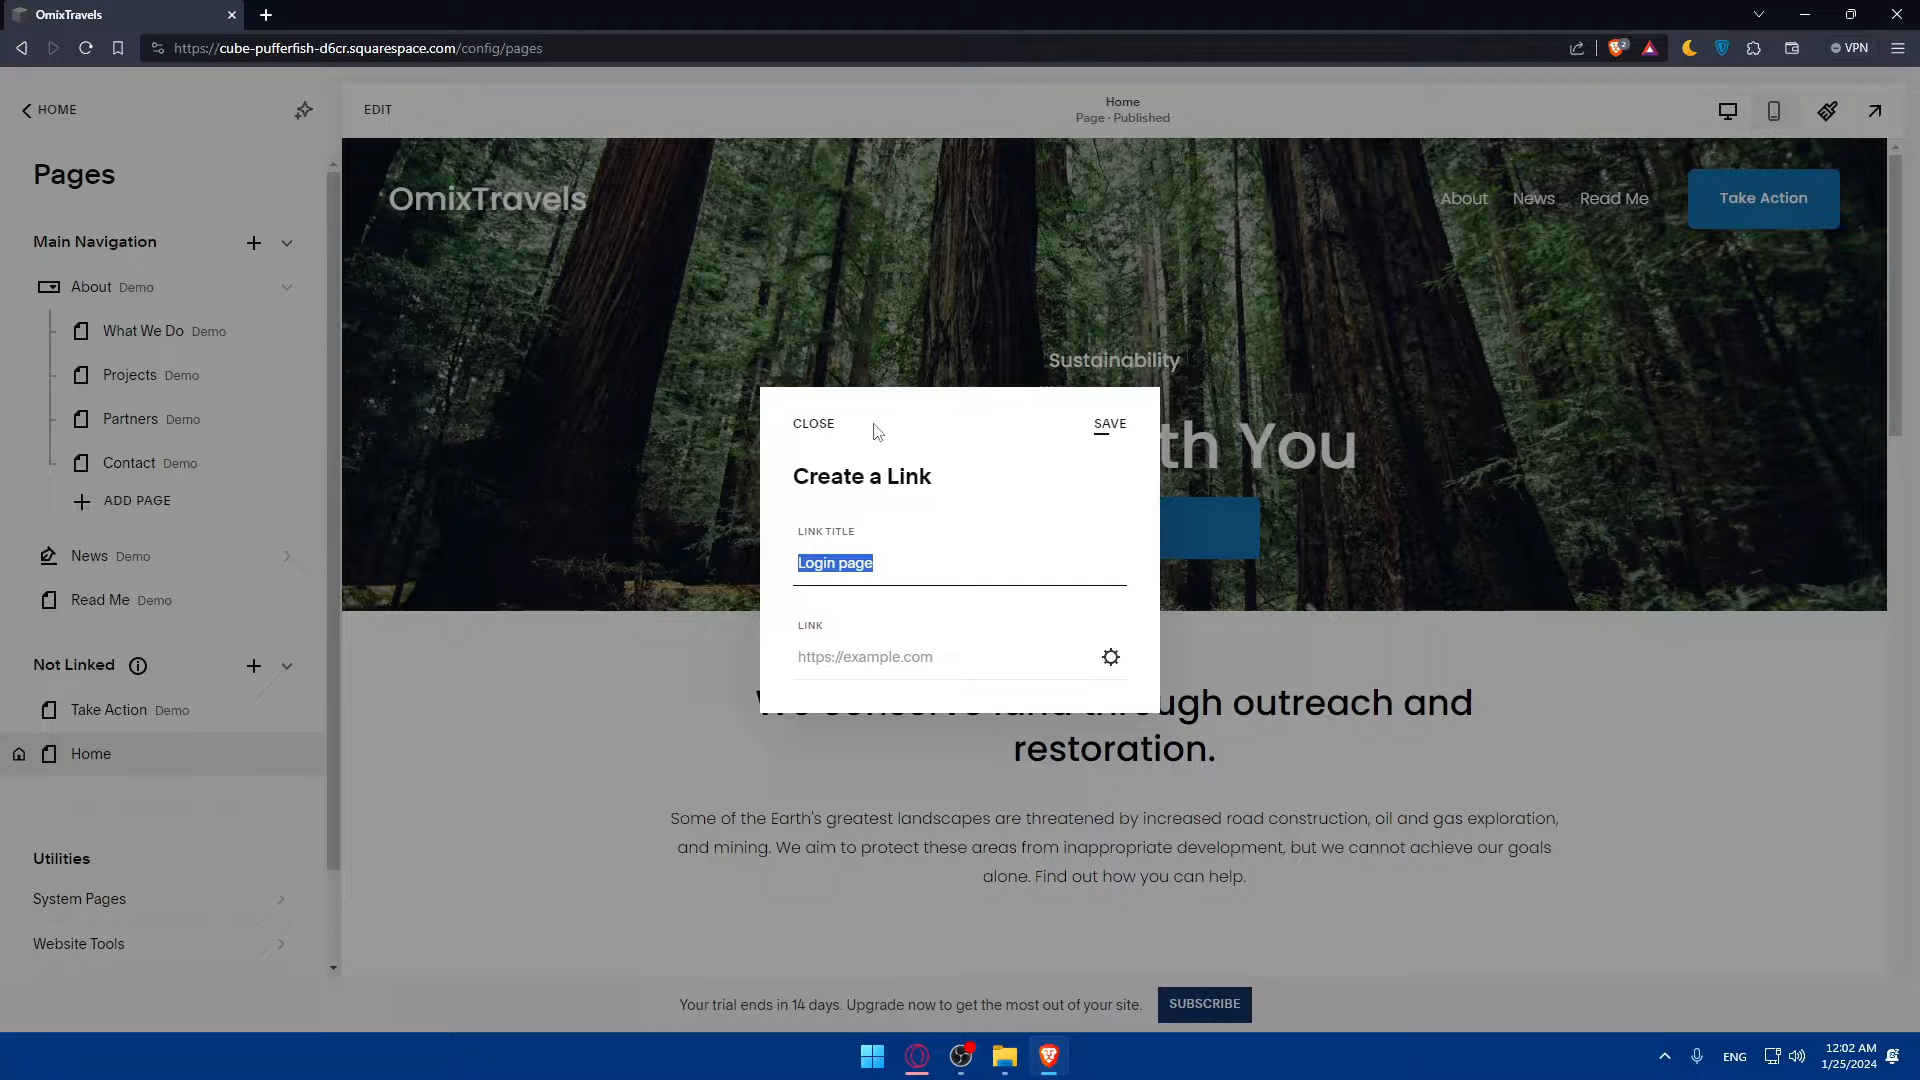 OmixTravels
https://cube-pufferfish-d6cr.squarespace.com/config/pages
2
VPN
HOME
EDIT
Home
Page · Published
Pages
Main Navigation
About Demo
What We Do Demo
Projects Demo
Partners Demo
Contact Demo
ADD PAGE
News Demo
Read Me Demo
Not Linked
Take Action Demo
Home
Utilities
System Pages
Website Tools
OmixTravels
About News Read Me Take Action
Sustainability
th You
CLOSE SAVE
Create a Link
LINK TITLE
Login page
LINK
https://example.com
We conserve land through outreach and
restoration.
Some of the Earth's greatest landscapes are threatened by increased road construction, oil and gas exploration,
and mining. We aim to protect these areas from inappropriate development, but we cannot achieve our goals
alone. Find out how you can help.
Your trial ends in 14 days. Upgrade now to get the most out of your site. SUBSCRIBE
ENG
12:02 AM
1/25/2024